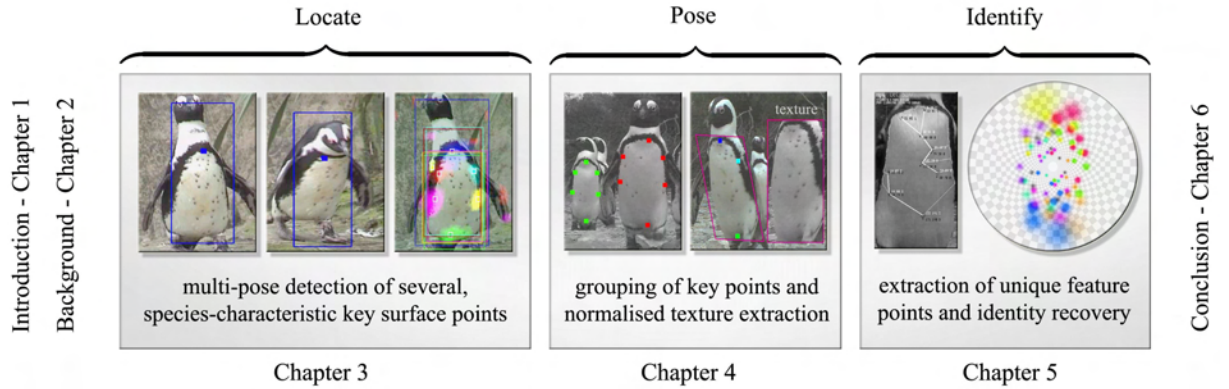 Locate
Pose
Identify
Introduction - Chapter 1
Background - Chapter 2
texture
multi-pose detection of several,
species-characteristic key surface points
grouping of key points and
normalised texture extraction
extraction of unique feature
points and identity recovery
Conclusion - Chapter 6
Chapter 3
Chapter 4
Chapter 5